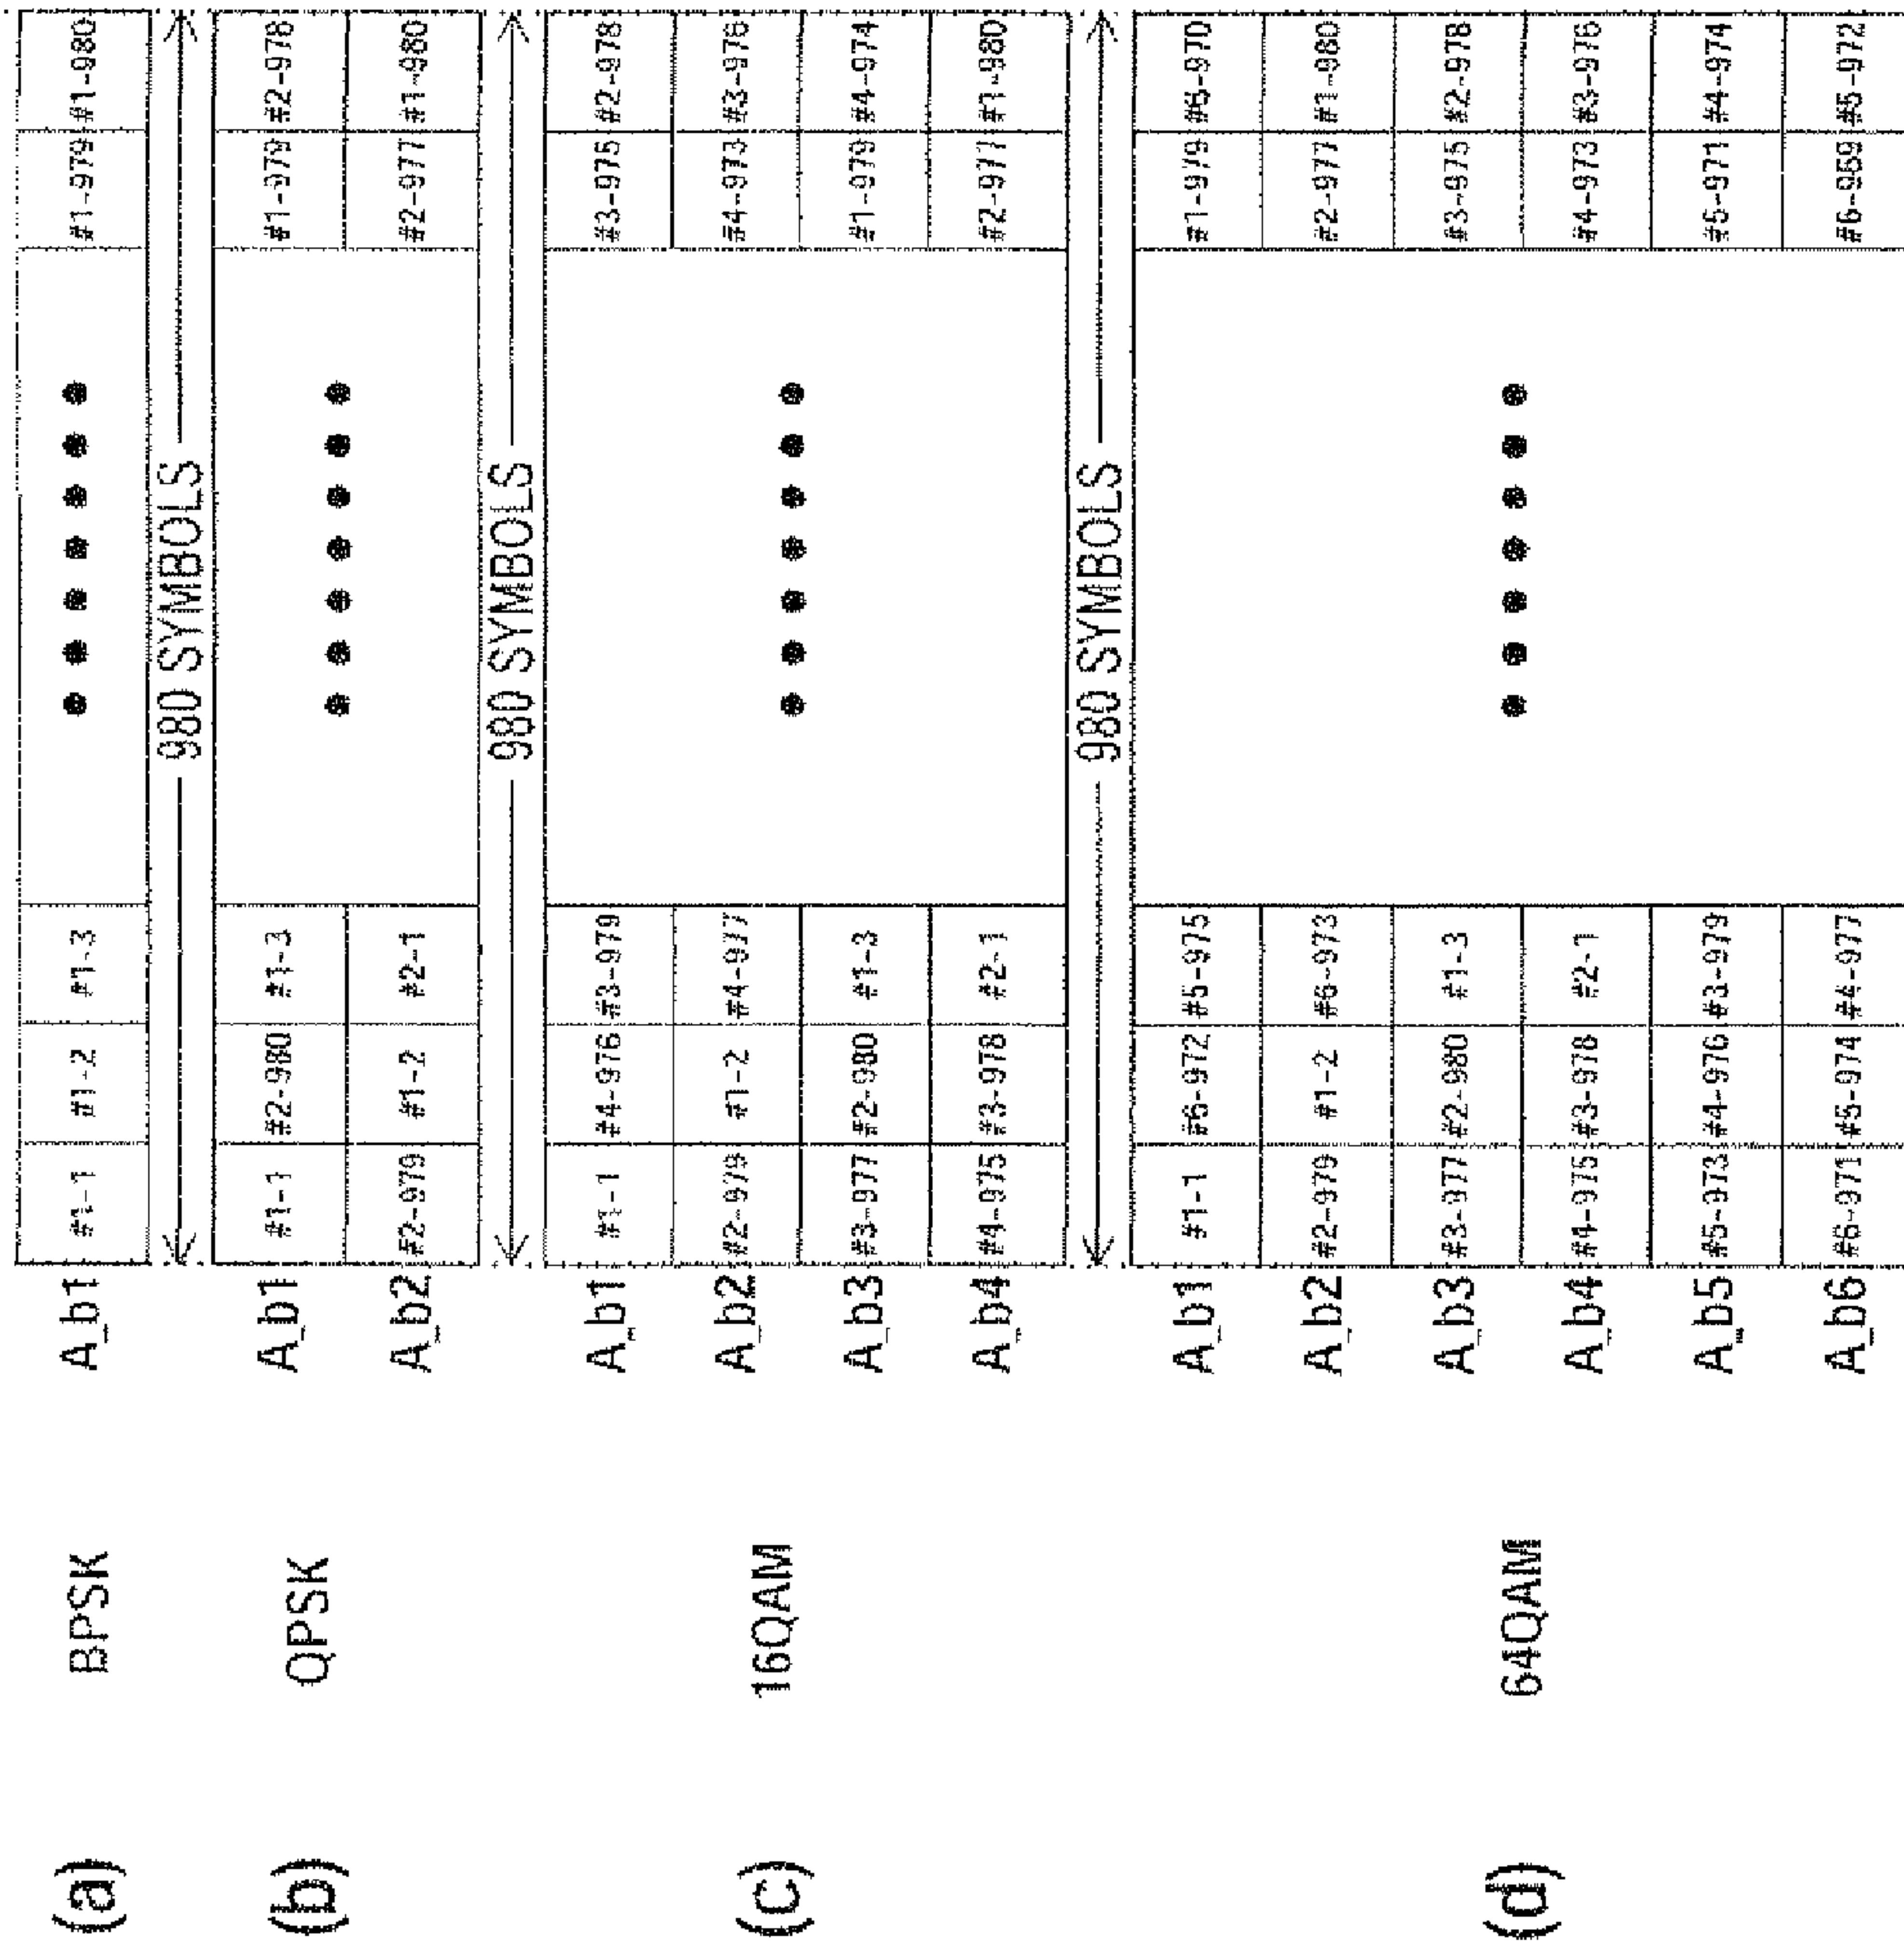 (a) BPSK A_b1 #1-1 #1-2 #1-3 #1-979 #1-980
980 SYMBOLS
(b) QPSK
A_b1 #1-1 #2-980 #1-3 #1-979 #2-978
A_b2 #2-979 #1-2 #2-1 #2-977 #1-980
980 SYMBOLS
(c) 16QAM
A_b1 #1-1 #4-976 #3-979 #3-975 #2-978
A_b2 #2-979 #1-2 #4-977 #4-973 #3-976
A_b3 #3-977 #2-980 #1-3 #1-979 #4-974
A_b4 #4-975 #3-978 #2-1 #2-977 #1-980
980 SYMBOLS
(d) 64QAM
A_b1 #1-1 #6-972 #5-975 #1-979 #6-970
A_b2 #2-979 #1-2 #6-973 #2-977 #1-980
A_b3 #3-977 #2-980 #1-3 #3-975 #2-978
A_b4 #4-975 #3-978 #2-1 #4-973 #3-976
A_b5 #5-973 #4-976 #3-979 #5-971 #4-974
A_b6 #6-971 #5-974 #4-977 #6-969 #5-972